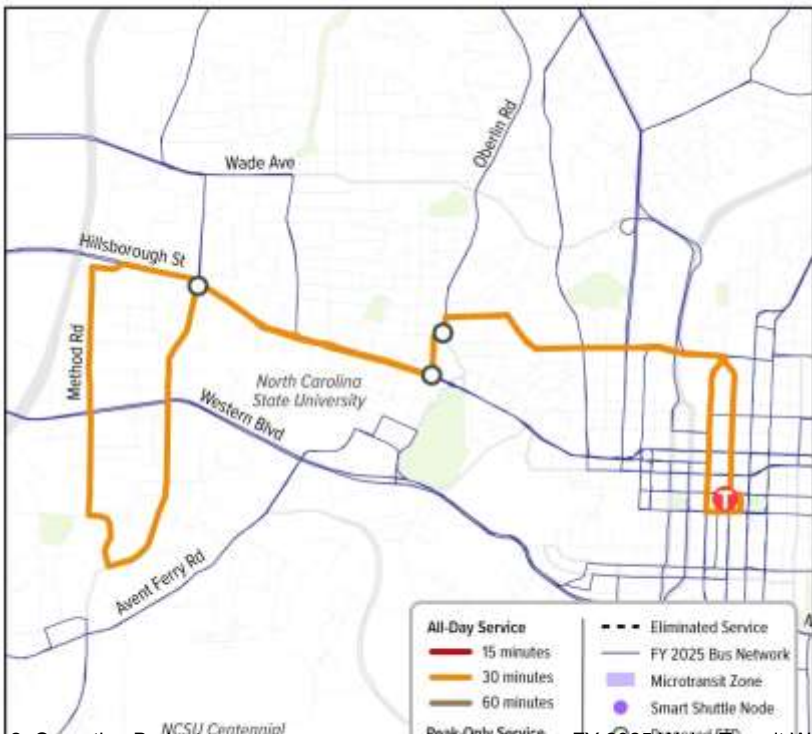 Oberlin Rd
Wade Ave
Hillsborough St
Method Rd
North Carolina
State University
Western Blvd
T
Avent Ferry Rd
All-Day Service
15 minutes
30 minutes
60 minutes
Eliminated Service
FY 2025 Bus Network
Microtransit Zone
Smart Shuttle Node
NCSU Centennial
Peak-Only Service